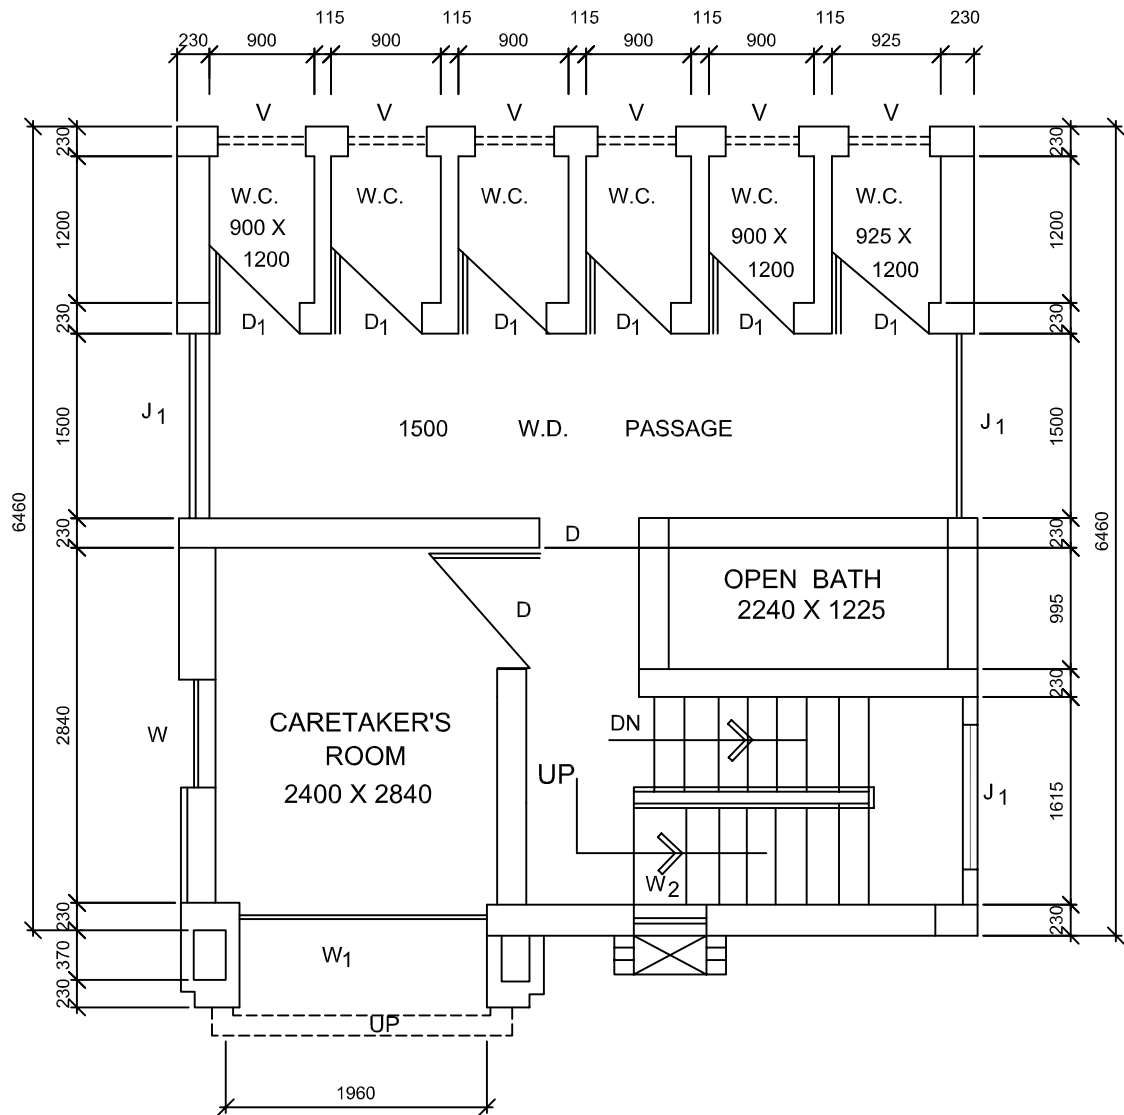 115 115 115 115 115 230
230 900 900 900 900 900 925
V V V V V V
230 230
W.C. W.C. W.C. W.C. W.C. W.C.
900 X 900 X 925 X
1200 1200 1200 1200 1200
230 D1 D1 D1 D1 D1 D1 230
J1 1500 1500 W.D. PASSAGE J1 1500
6460 230 D 230 6460
OPEN BATH
D 2240 X 1225 995
230
2840 W CARETAKER'S DN
ROOM UP
2400 X 2840 J1 1615
W2
230 230
370 W1
230 UP
1960